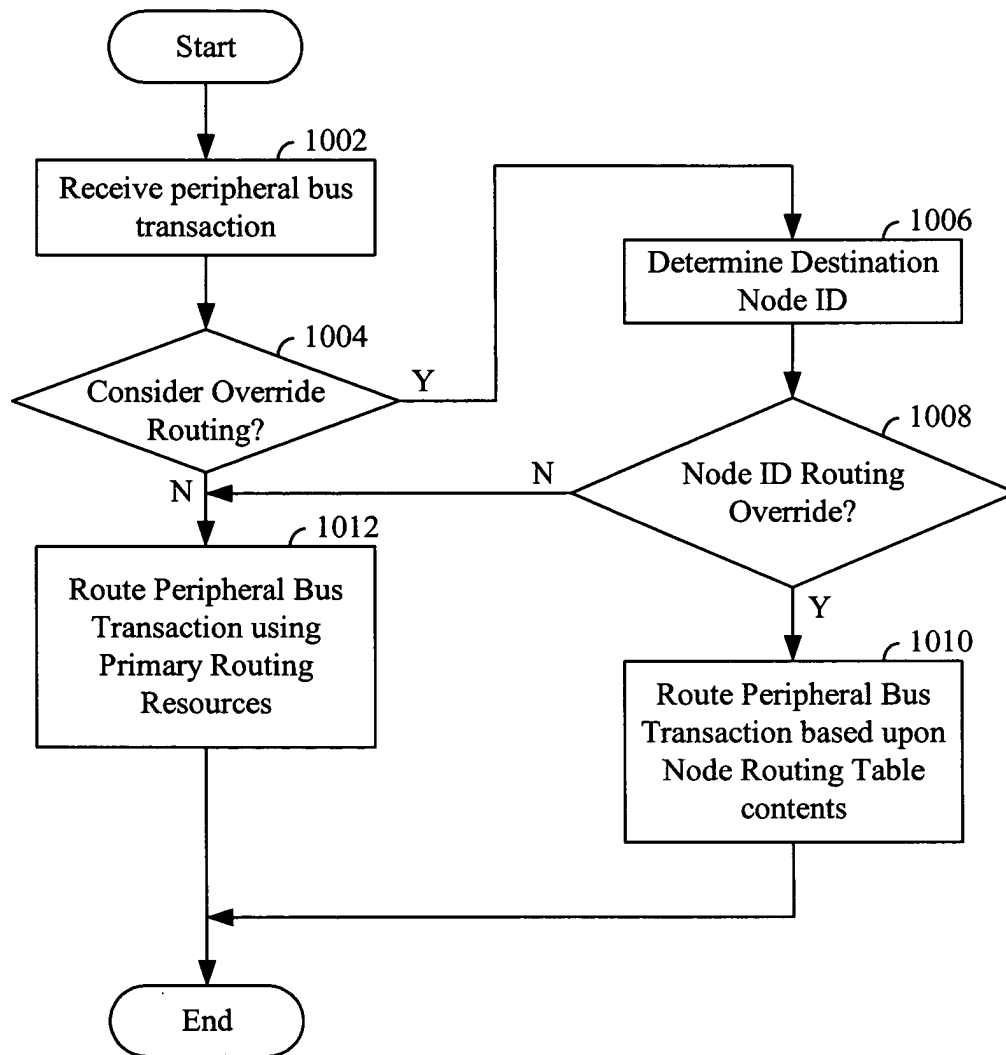 Start
1002
Receive peripheral bus
transaction
1004
Consider Override
Routing?
Y
N
1006
Determine Destination
Node ID
1008
Node ID Routing
Override?
N
Y
1012
Route Peripheral Bus
Transaction using
Primary Routing
Resources
1010
Route Peripheral Bus
Transaction based upon
Node Routing Table
contents
End